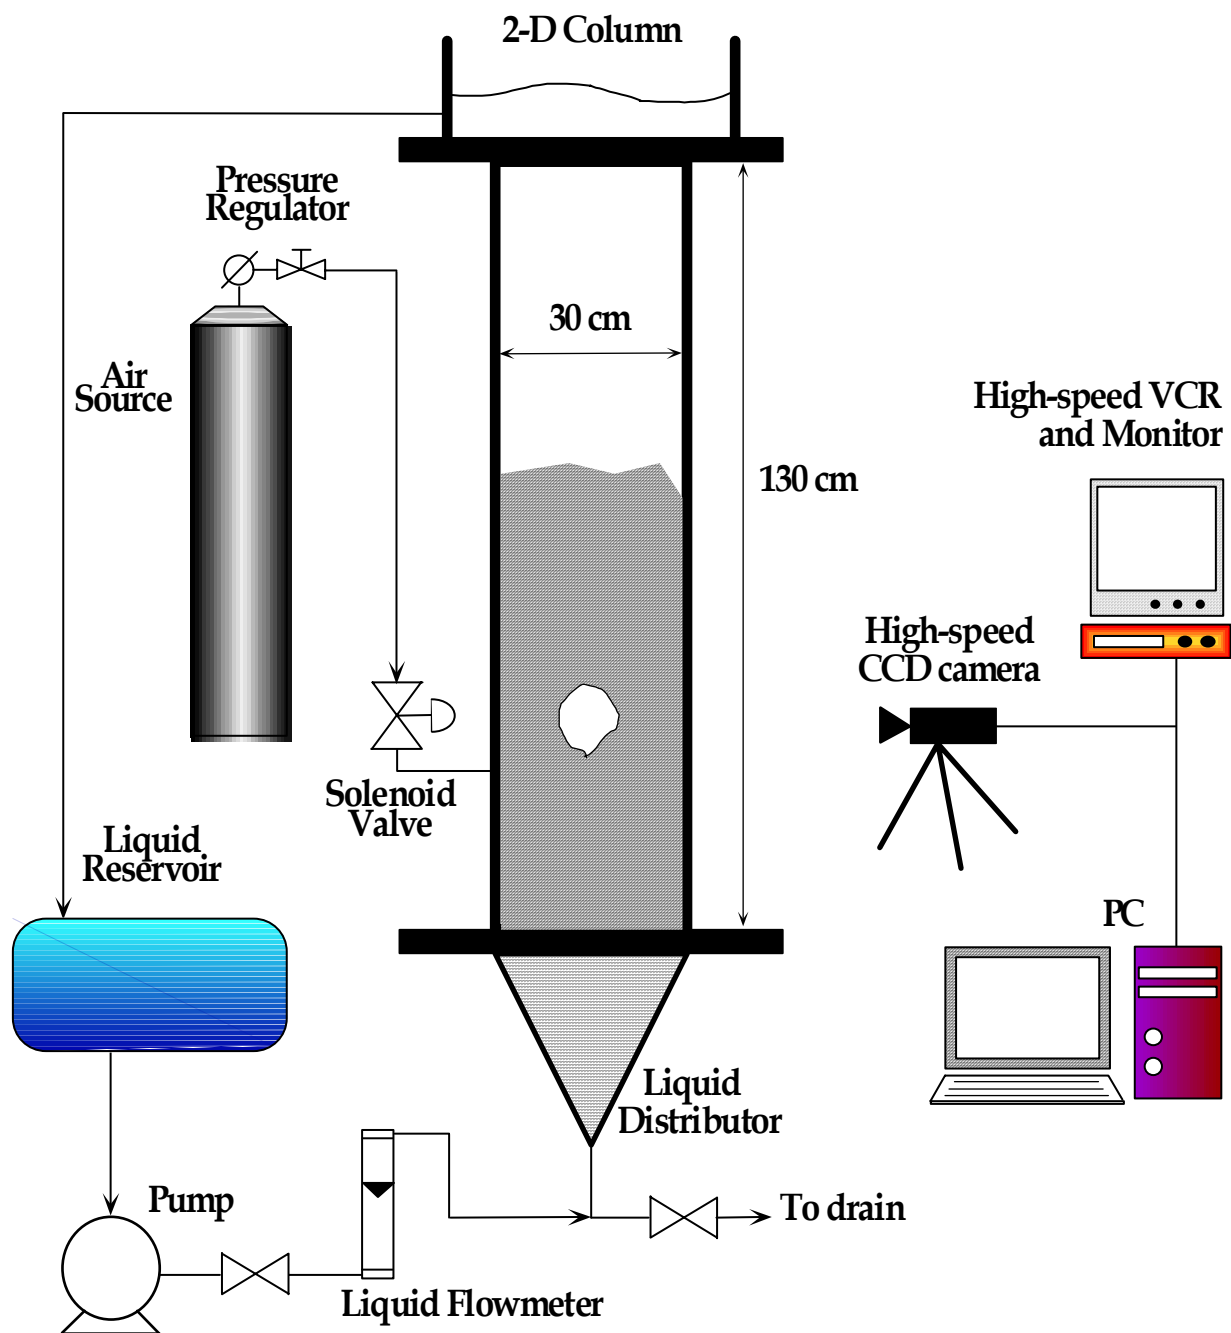 2-D Column
Pressure
Regulator
30 cm
Air
Source
High-speed VCR
and Monitor
130 cm
High-speed
CCD camera
Solenoid
Valve
Liquid
Reservoir
PC
Liquid
Distributor
Pump
To drain
Liquid Flowmeter